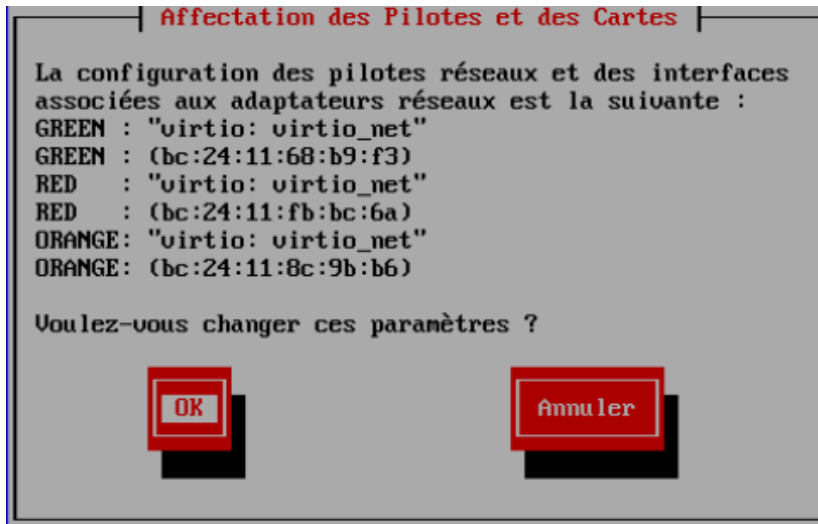 Affectation des Pilotes et des Cartes
La configuration des pilotes réseaux et des interfaces
associées aux adaptateurs réseaux est la suivante :
GREEN : "virtio: virtio_net"
GREEN : (bc:24:11:68:b9:f3)
RED : "virtio: virtio_net"
RED : (bc:24:11:fb:bc:6a)
ORANGE: "virtio: virtio_net"
ORANGE: (bc:24:11:8c:9b:b6)
Voulez-vous changer ces paramètres ?
OK Annuler